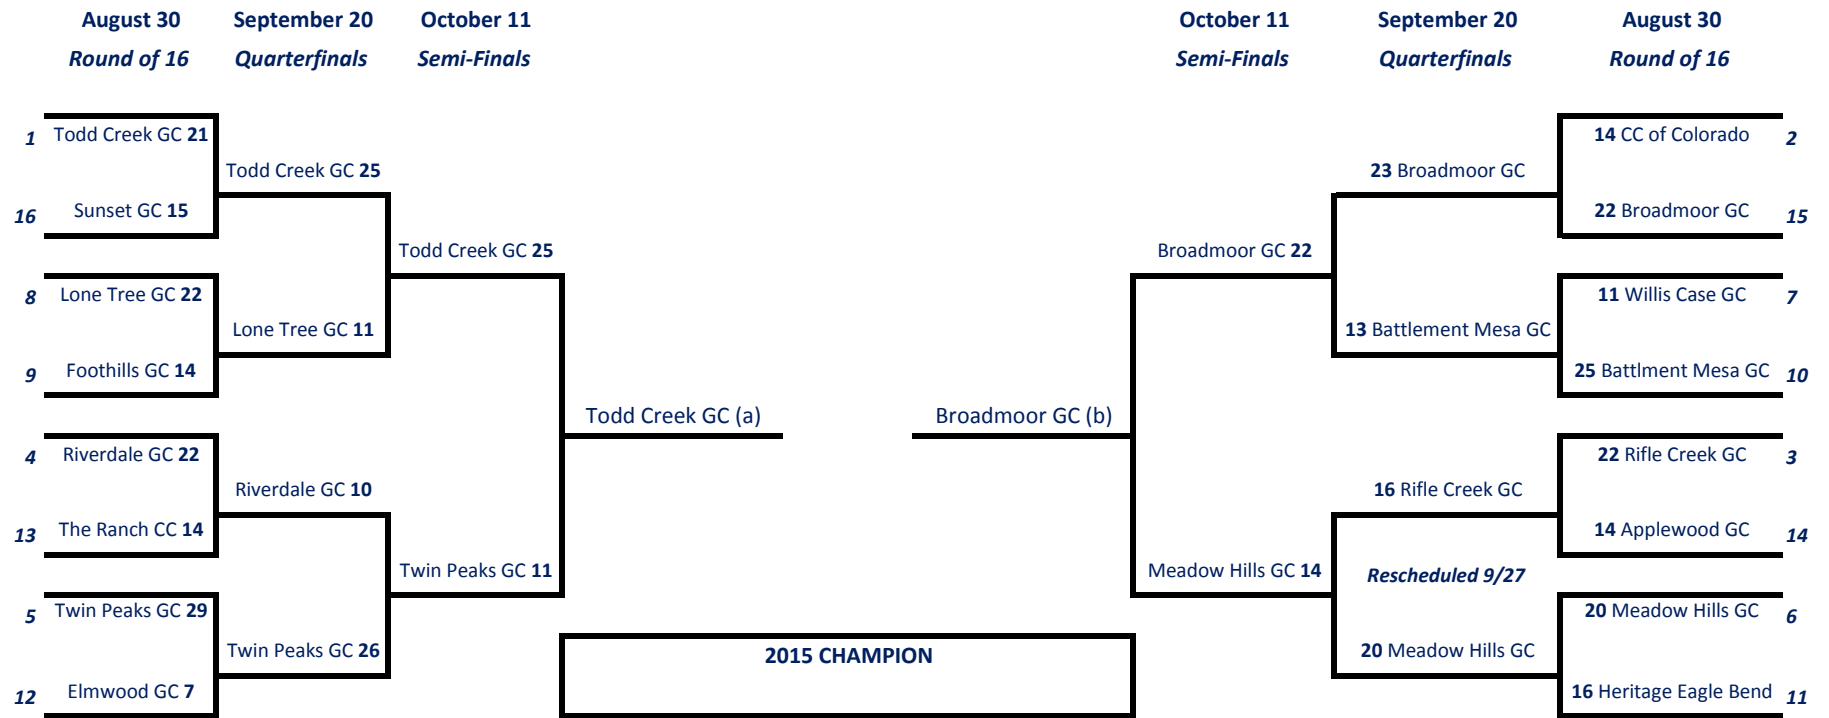 August 30 September 20 October 11 October 11 September 20 August 30
Round of 16 Quarterfinals Semi-Finals Semi-Finals Quarterfinals Round of 16
1 Todd Creek GC 21 14 CC of Colorado 2
Todd Creek GC 25 23 Broadmoor GC
16 Sunset GC 15 22 Broadmoor GC 15
Todd Creek GC 25 Broadmoor GC 22
8 Lone Tree GC 22 11 Willis Case GC 7
Lone Tree GC 11 13 Battlement Mesa GC
9 Foothills GC 14 25 Battlment Mesa GC 10
Todd Creek GC (a) Broadmoor GC (b)
4 Riverdale GC 22 22 Rifle Creek GC 3
Riverdale GC 10 16 Rifle Creek GC
13 The Ranch CC 14 14 Applewood GC 14
Twin Peaks GC 11 Meadow Hills GC 14 Rescheduled 9/27
5 Twin Peaks GC 29 20 Meadow Hills GC 6
Twin Peaks GC 26 2015 CHAMPION 20 Meadow Hills GC
12 Elmwood GC 7 16 Heritage Eagle Bend 11